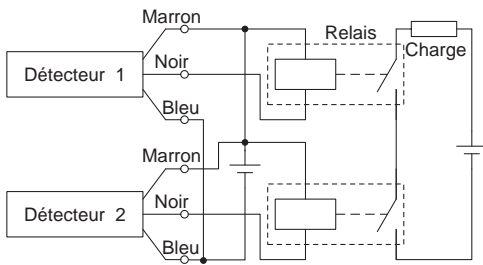 Marron
Relais
Charge
Détecteur 1
Noir
Bleu
Marron
Détecteur 2
Noir
Bleu